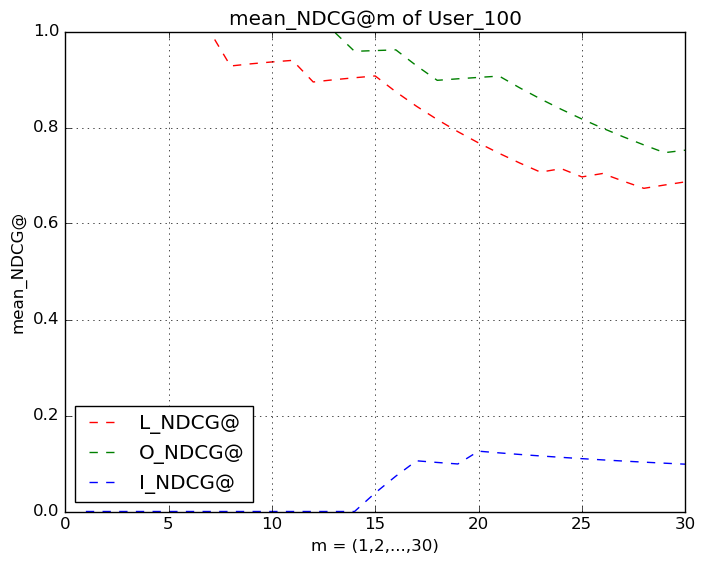 mean_NDCG@m of User_100
1.0
0.8
0.6
0.4
0.2
0.0
mean_NDCG@
L_NDCG@
O_NDCG@
I_NDCG@
0 5 10 15 20 25 30
m = (1,2,...,30)